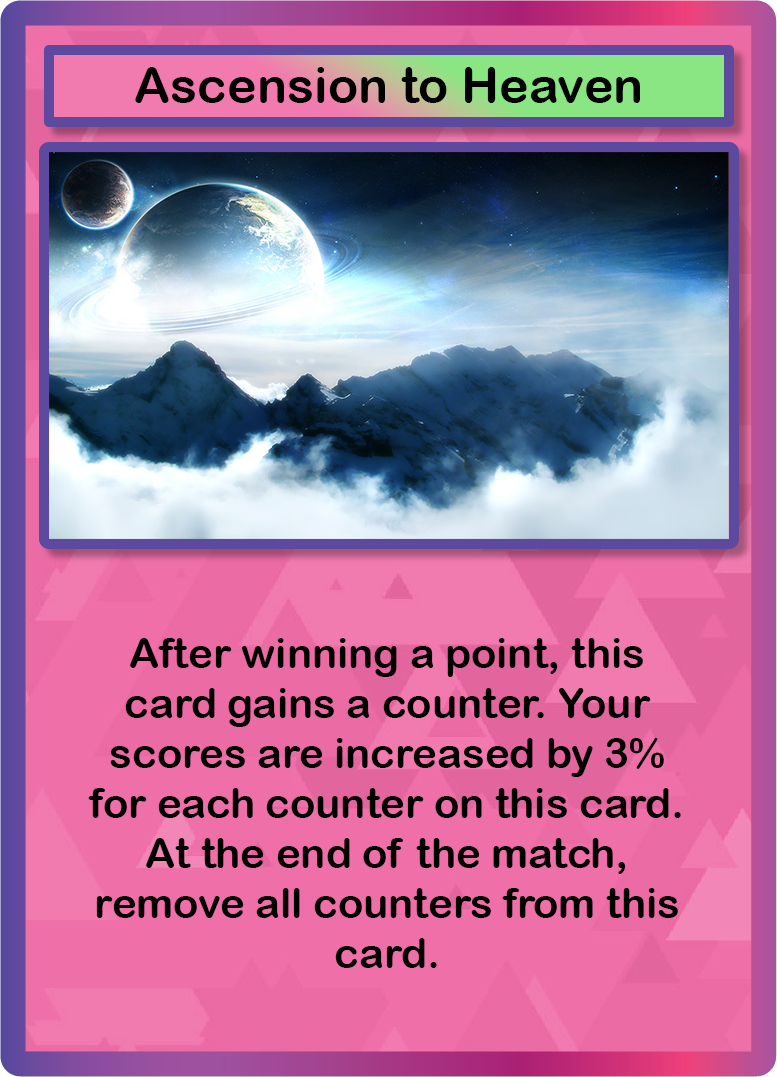 Ascension to Heaven
After winning a point, this
card gains a counter. Your
scores are increased by 3%
for each counter on this card.
At the end of the match,
remove all counters from this
card.